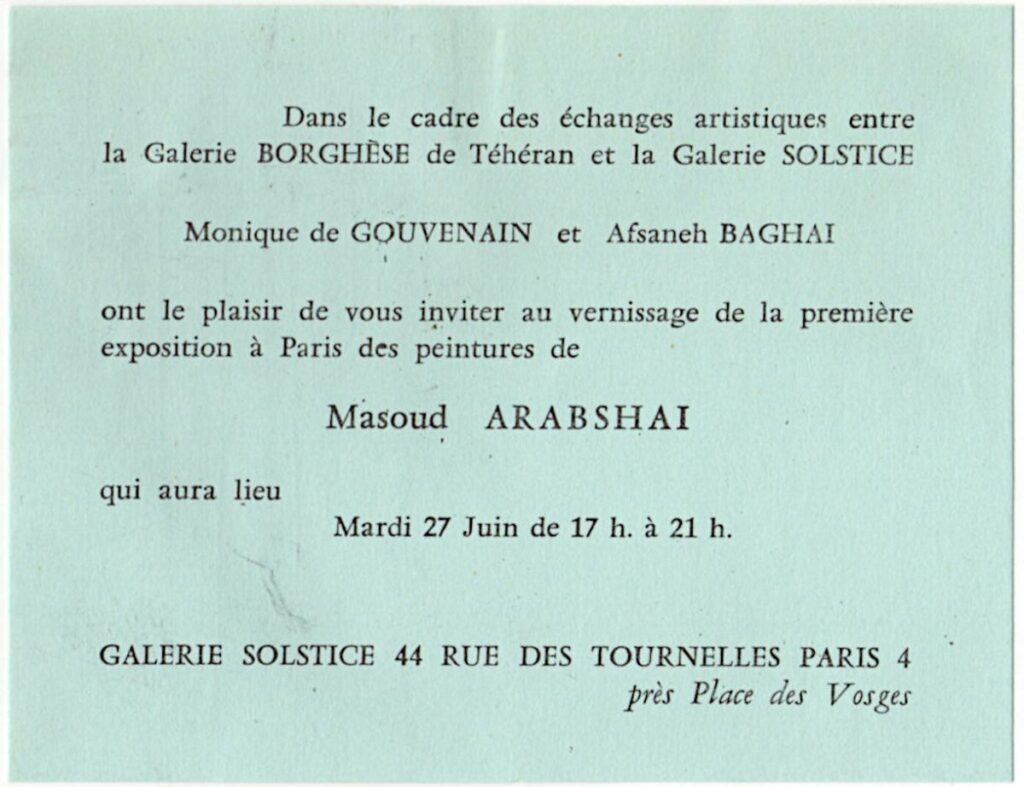 Dans le cadre des échanges artistiques entre
la Galerie BORGHÈSE de Téhéran et la Galerie SOLSTICE
Monique de GOUVENAIN et Afsaneh BAGHAI
ont le plaisir de vous inviter au vernissage de la première
exposition à Paris des peintures de
Masoud ARABSHAI
qui aura lieu
Mardi 27 Juin de 17 h. à 21 h.
GALERIE SOLSTICE 44 RUE DES TOURNELLES PARIS 4
près Place des Vosges